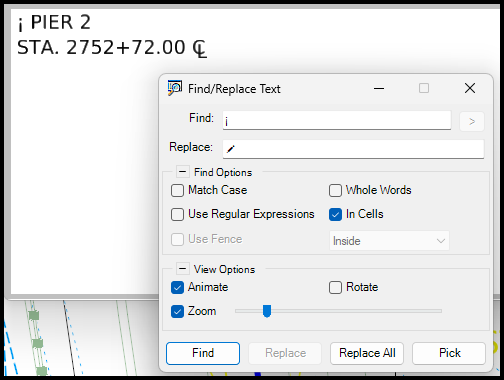 ¡ PIER 2
STA. 2752+72.00 ℄
Find/Replace Text
Find: ¡
>
Replace:
Find Options
Match Case
Whole Words
Use Regular Expressions
In Cells
Use Fence
Inside
View Options
Animate
Rotate
Zoom
Find
Replace
Replace All
Pick